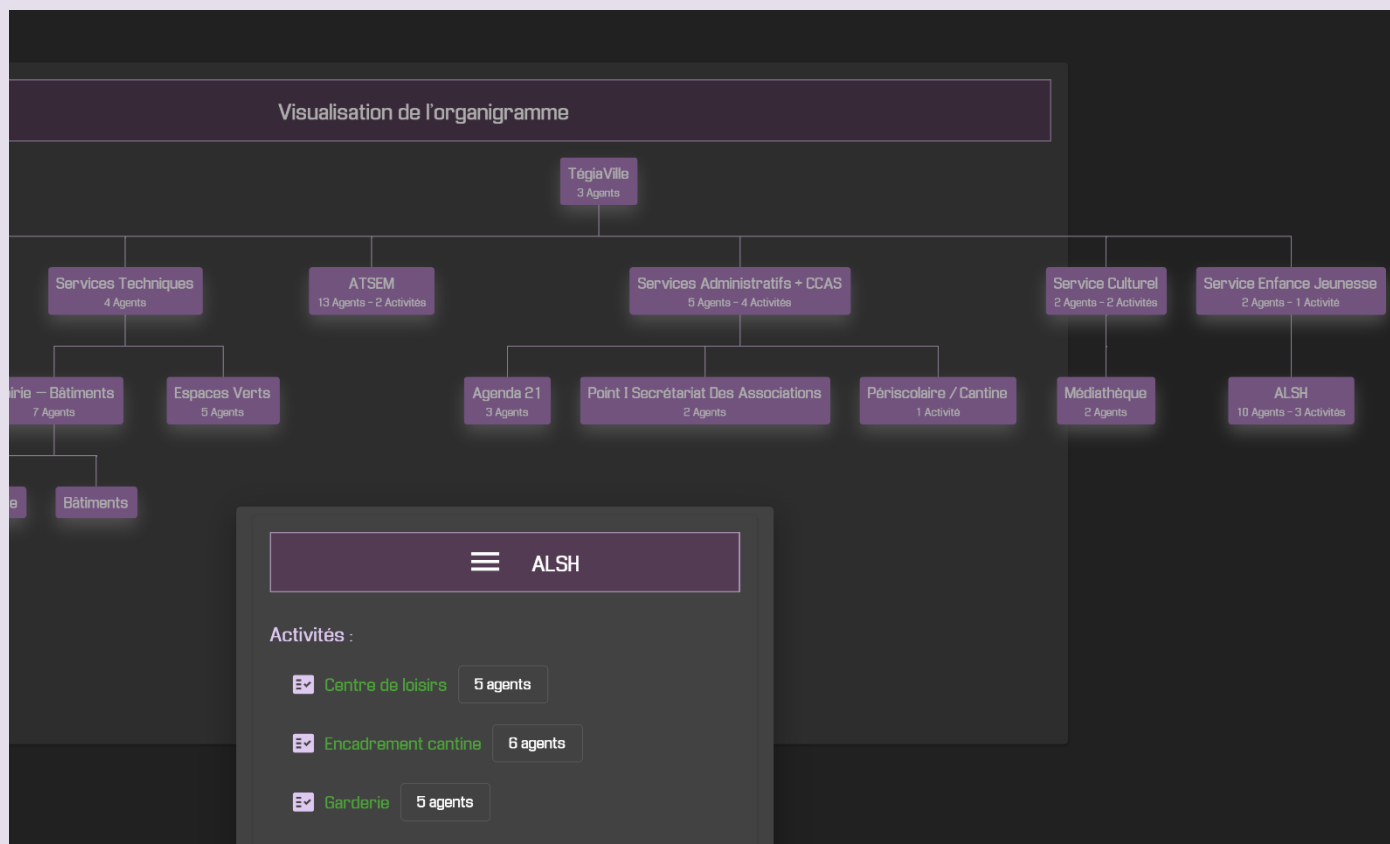 Visualisation de l'organigramme
TégiaVille
3 Agents
Services Techniques
4 Agents
ATSEM
13 Agents - 2 Activités
Services Administratifs + CCAS
5 Agents - 4 Activités
Service Culturel
2 Agents - 2 Activités
Service Enfance Jeunesse
2 Agents - 1 Activité
irie – Bâtiments
7 Agents
Espaces Verts
5 Agents
Agenda 21
3 Agents
Point I Secrétariat Des Associations
2 Agents
Périscolaire / Cantine
1 Activité
Médiathèque
2 Agents
ALSH
10 Agents - 3 Activités
e
Bâtiments
ALSH
Activités :
Centre de loisirs 5 agents
Encadrement cantine 6 agents
Garderie 5 agents